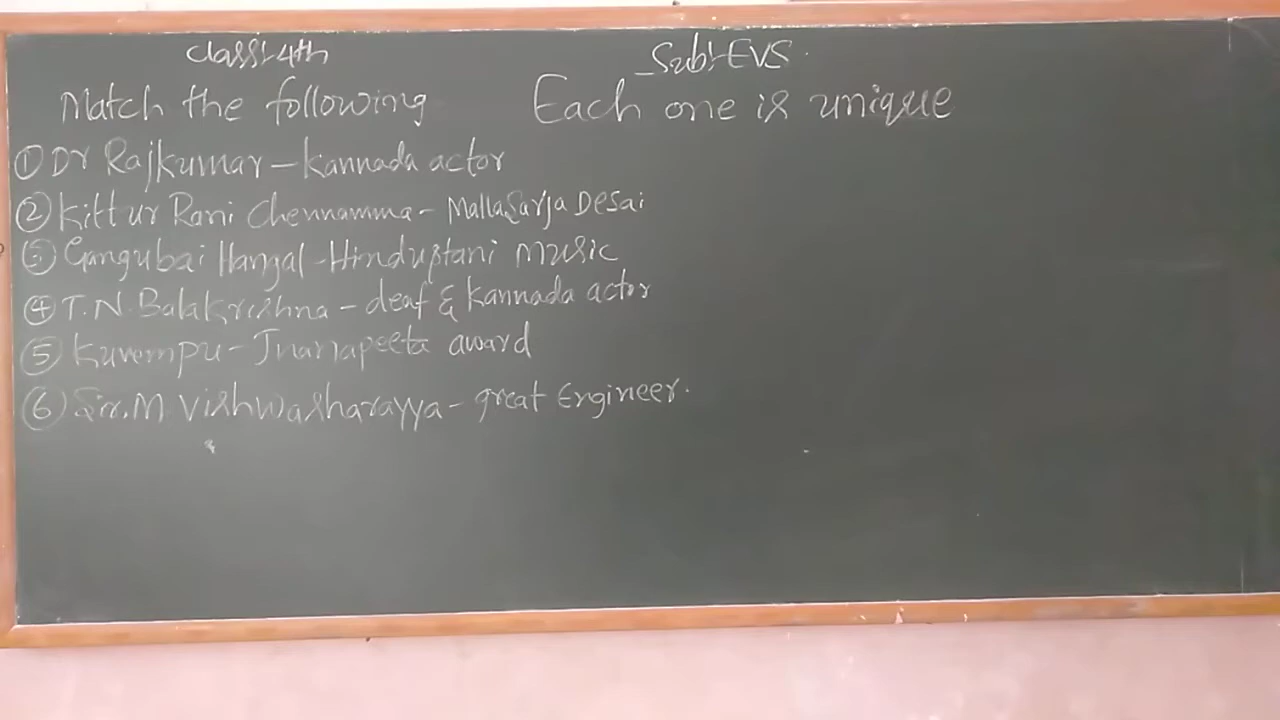 Class:-4th Sub:-EVS.
Match the following Each one is unique
① Dr Rajkumar - kannada actor
② Kittur Rani Chennamma - MallaSarja Desai
③ Gangubai Hangal - Hindustani music
④ T.N. Balakrishna - deaf & kannada actor
⑤ Kuvempu - Jnanapeeta award
⑥ Sir.M Vishwasharayya - great Engineer.